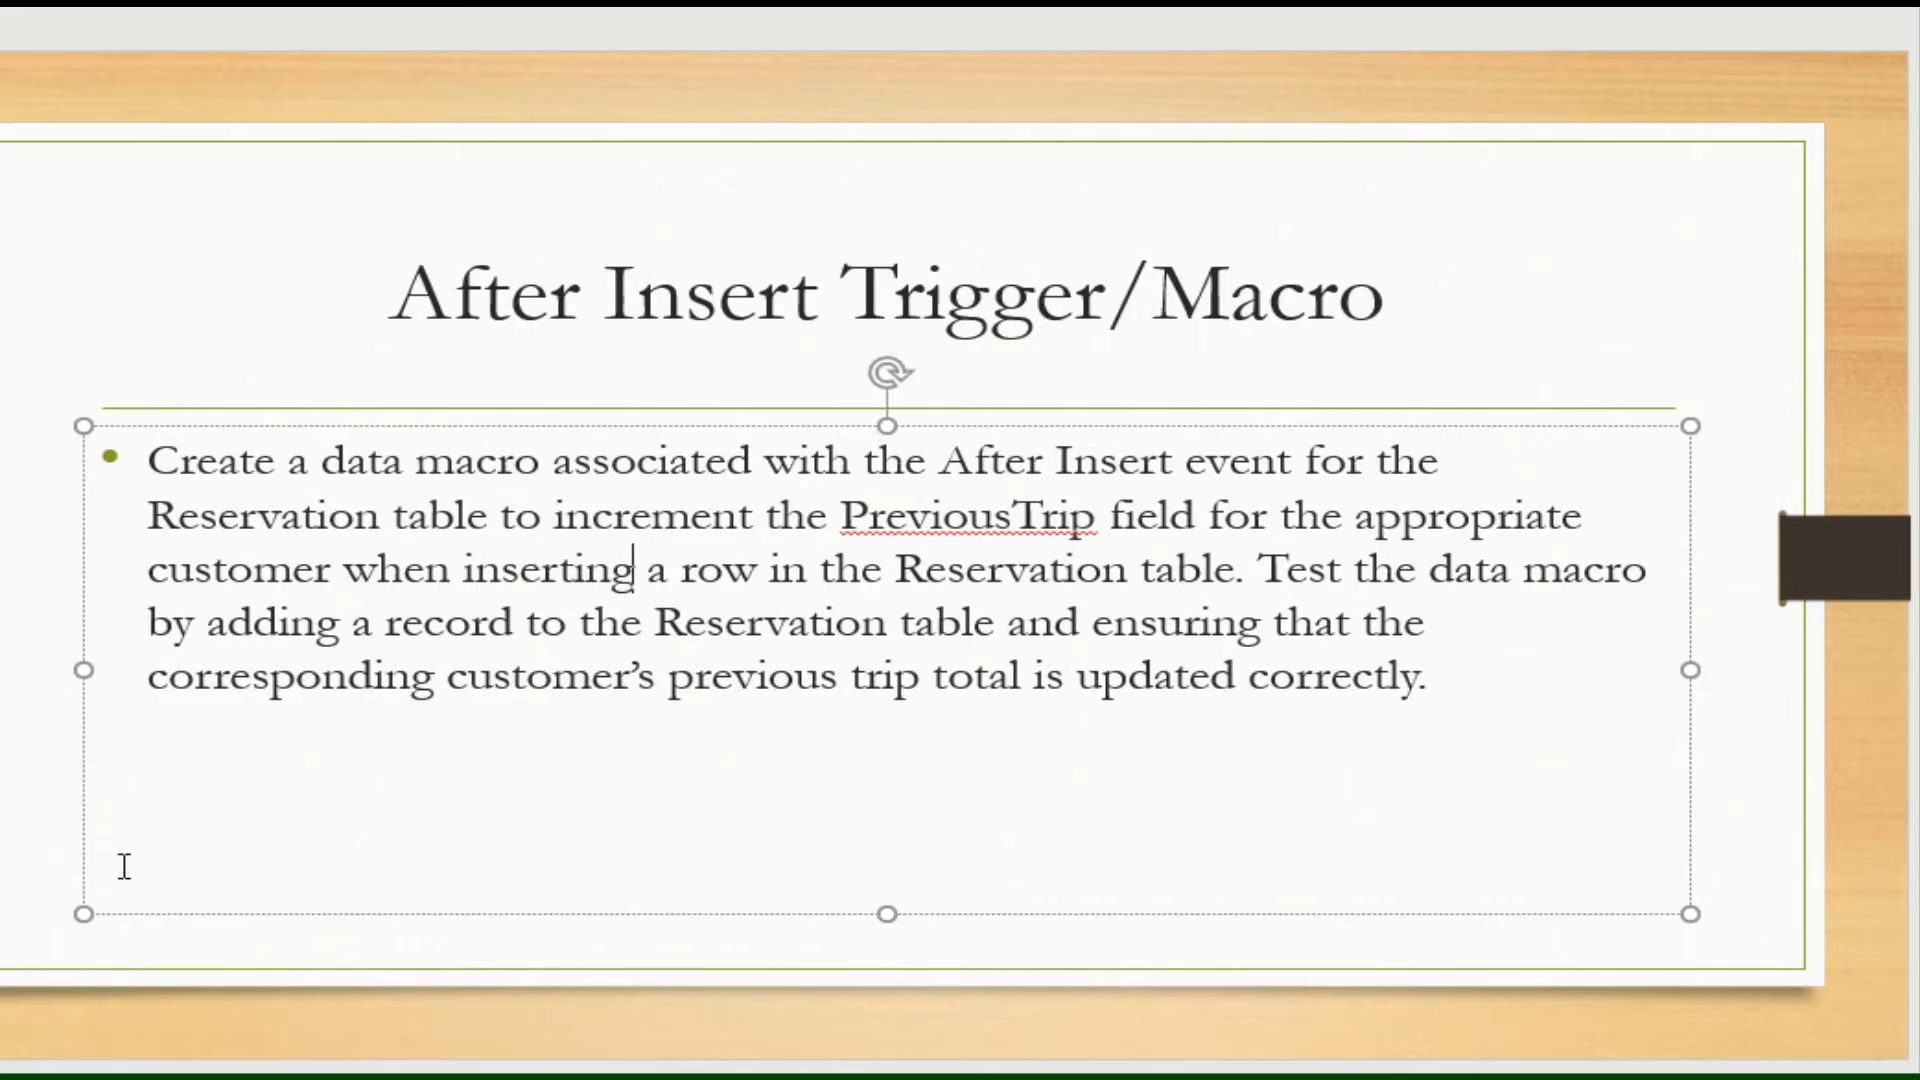 After Insert Trigger/Macro
• Create a data macro associated with the After Insert event for the
Reservation table to increment the PreviousTrip field for the appropriate
customer when inserting a row in the Reservation table. Test the data macro
by adding a record to the Reservation table and ensuring that the
corresponding customer’s previous trip total is updated correctly.